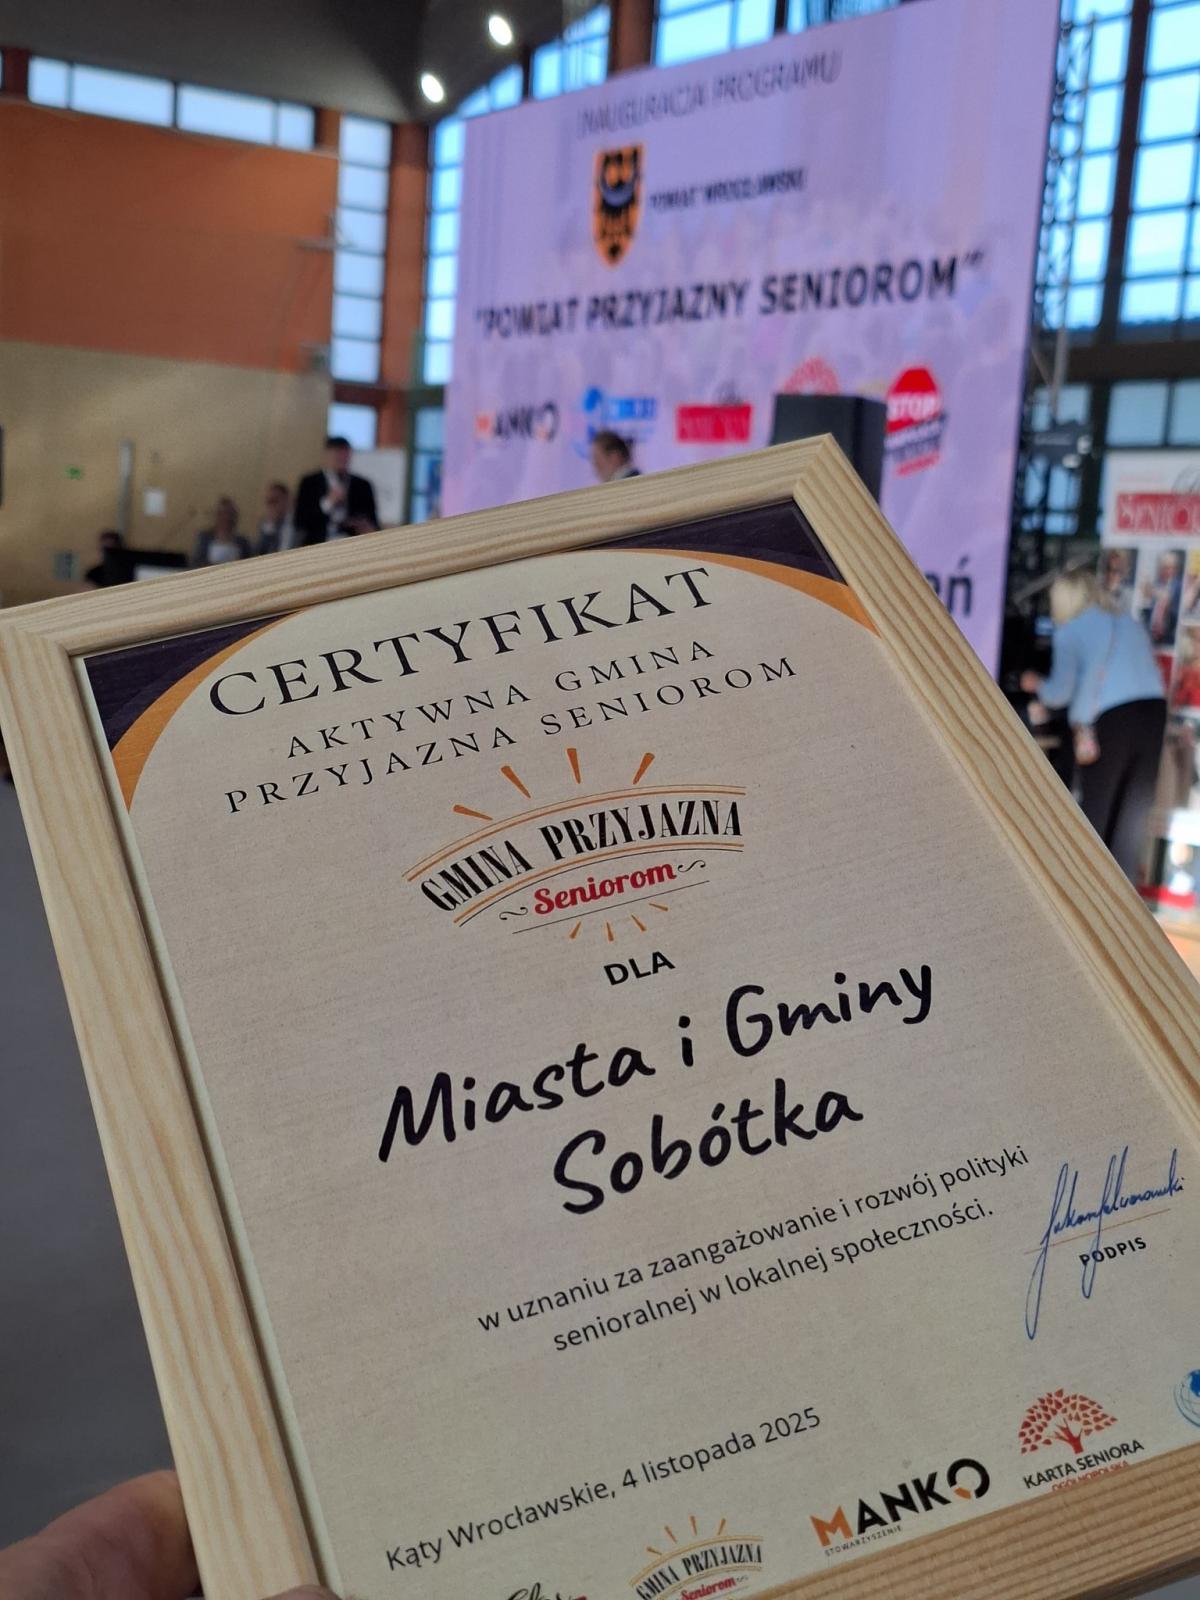 INAUGURACJA PROGRAMU
POWIAT WROCŁAWSKI
"POWIAT PRZYJAZNY SENIOROM"
MANKO
STOP
CERTYFIKAT
AKTYWNA GMINA
PRZYJAZNA SENIOROM
GMINA PRZYJAZNA
Seniorom
DLA
Miasta i Gminy
Sobótka
w uznaniu za zaangażowanie i rozwój polityki
senioralnej w lokalnej społeczności.
PODPIS
Kąty Wrocławskie, 4 listopada 2025
GMINA PRZYJAZNA
Seniorom
MANKO
STOWARZYSZENIE
KARTA SENIORA
OGÓLNOPOLSKA